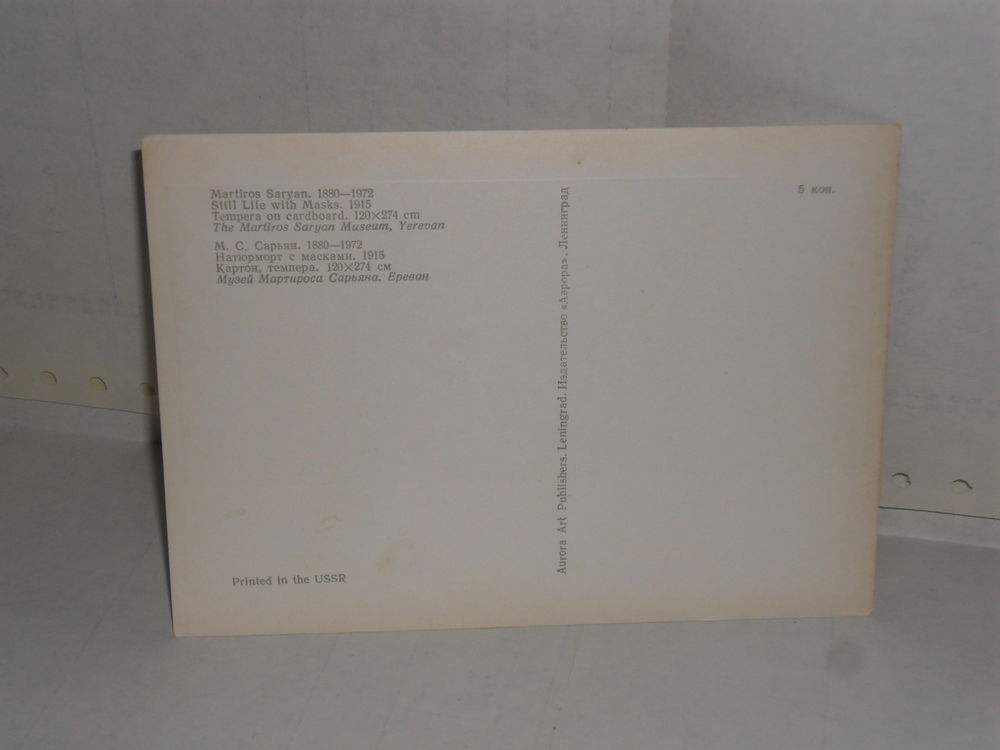 Martiros Saryan. 1880—1972
Still Life with Masks. 1915
Tempera on cardboard. 120×274 cm
The Martiros Saryan Museum, Yerevan
М. С. Сарьян. 1880—1972
Натюрморт с масками. 1915
Картон, темпера. 120×274 см
Музей Мартироса Сарьяна. Ереван
Printed in the USSR
Aurora Art Publishers. Leningrad. Издательство «Аврора». Ленинград
5 коп.